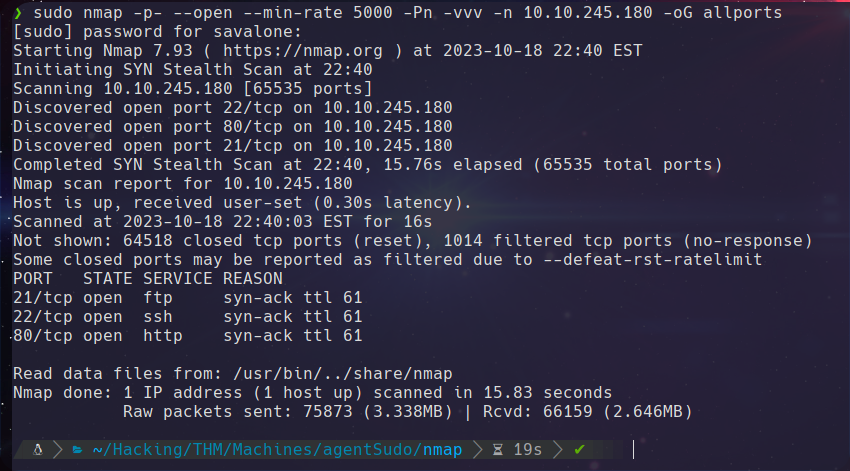 ❯ sudo nmap -p- --open --min-rate 5000 -Pn -vvv -n 10.10.245.180 -oG allports
[sudo] password for savalone:
Starting Nmap 7.93 ( https://nmap.org ) at 2023-10-18 22:40 EST
Initiating SYN Stealth Scan at 22:40
Scanning 10.10.245.180 [65535 ports]
Discovered open port 22/tcp on 10.10.245.180
Discovered open port 80/tcp on 10.10.245.180
Discovered open port 21/tcp on 10.10.245.180
Completed SYN Stealth Scan at 22:40, 15.76s elapsed (65535 total ports)
Nmap scan report for 10.10.245.180
Host is up, received user-set (0.30s latency).
Scanned at 2023-10-18 22:40:03 EST for 16s
Not shown: 64518 closed tcp ports (reset), 1014 filtered tcp ports (no-response)
Some closed ports may be reported as filtered due to --defeat-rst-ratelimit
PORT   STATE SERVICE REASON
21/tcp open  ftp     syn-ack ttl 61
22/tcp open  ssh     syn-ack ttl 61
80/tcp open  http    syn-ack ttl 61
Read data files from: /usr/bin/../share/nmap
Nmap done: 1 IP address (1 host up) scanned in 15.83 seconds
           Raw packets sent: 75873 (3.338MB) | Rcvd: 66159 (2.646MB)
~/Hacking/THM/Machines/agentSudo/nmap 19s ✔